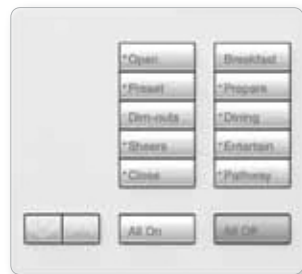 *Open
*Preset
Dim-outs
*Sheers
*Close
Breakfast
*Prepare
*Dining
*Entertain
*Pathway
All On
All Off